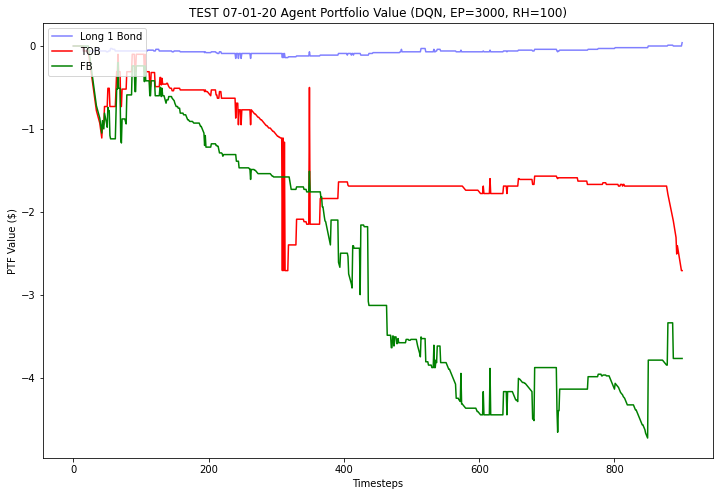 TEST 07-01-20 Agent Portfolio Value (DQN, EP=3000, RH=100)
Long 1 Bond
TOB
FB
PTF Value ($)
0
−1
−2
−3
−4
0
200
400
600
800
Timesteps